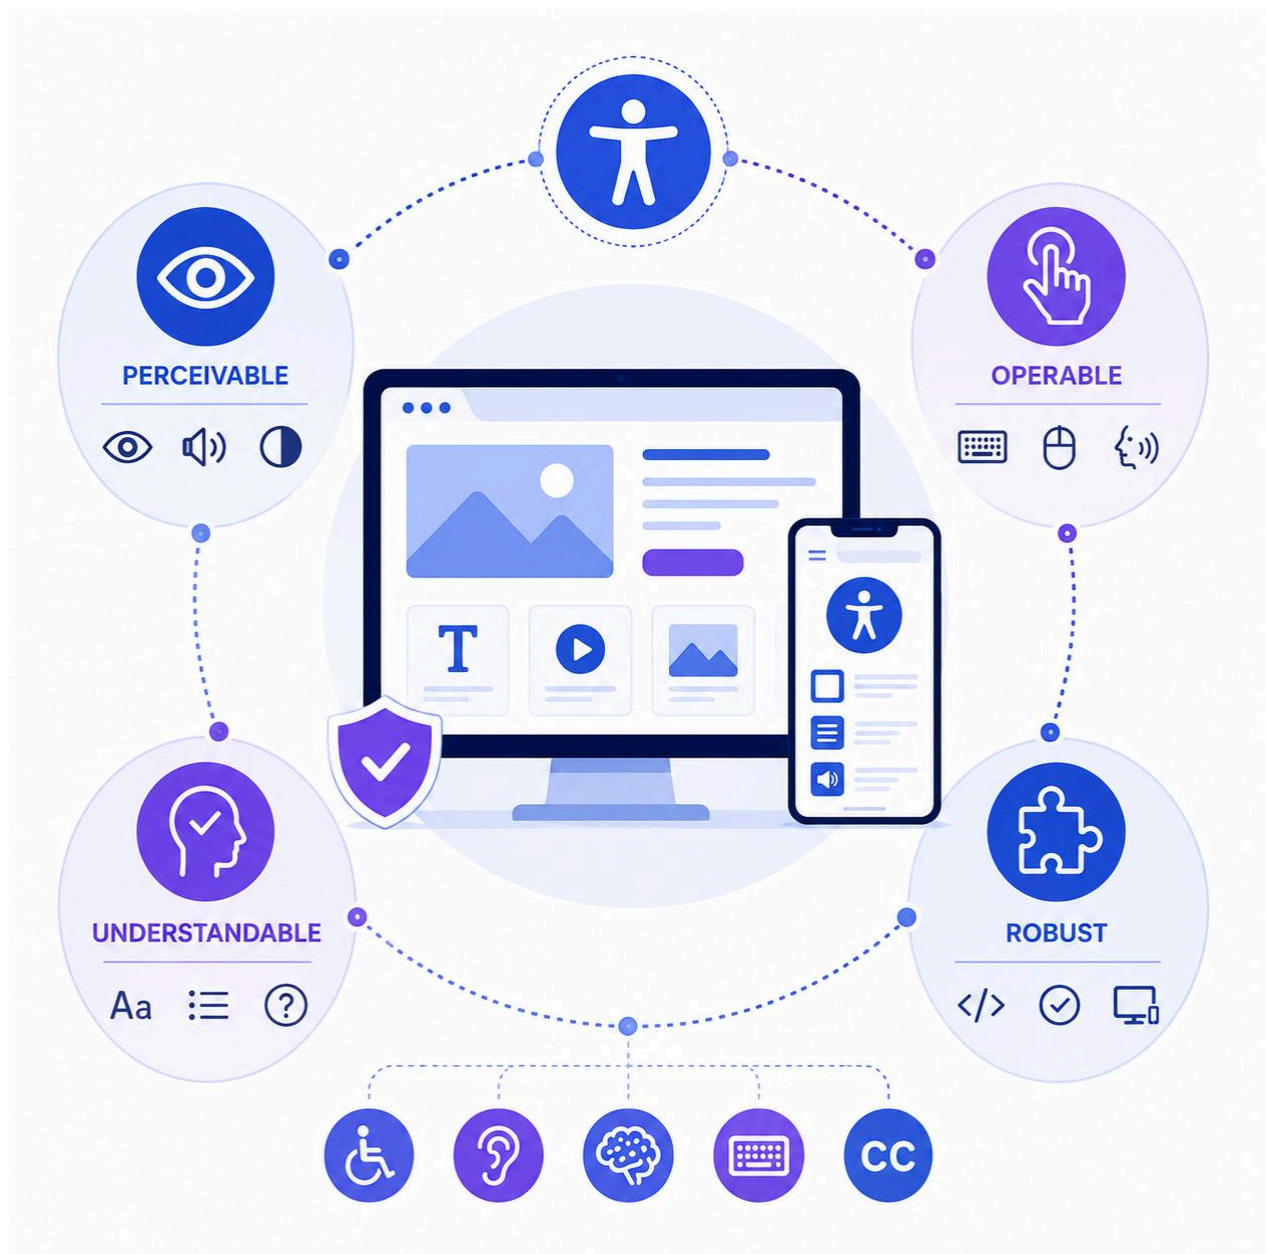 PERCEIVABLE
OPERABLE
T
UNDERSTANDABLE
ROBUST
Aa
?
</>
CC